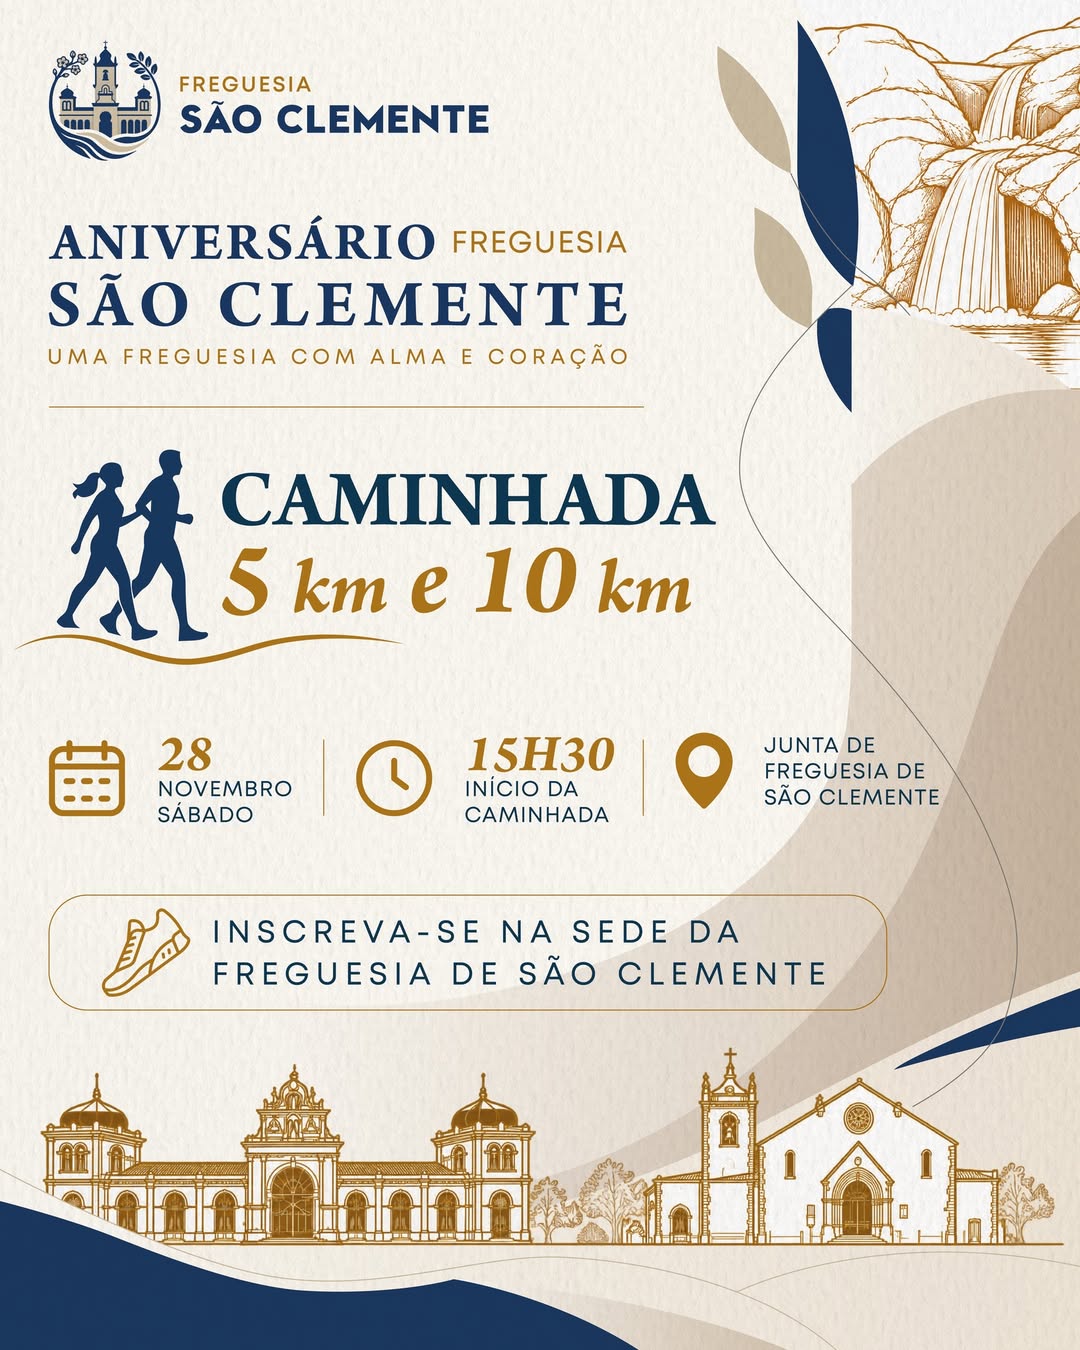 FREGUESIA
SÃO CLEMENTE
ANIVERSÁRIO FREGUESIA
SÃO CLEMENTE
UMA FREGUESIA COM ALMA E CORAÇÃO
CAMINHADA
5 km e 10 km
28
NOVEMBRO
SÁBADO
15H30
INÍCIO DA
CAMINHADA
JUNTA DE
FREGUESIA DE
SÃO CLEMENTE
INSCREVA-SE NA SEDE DA
FREGUESIA DE SÃO CLEMENTE